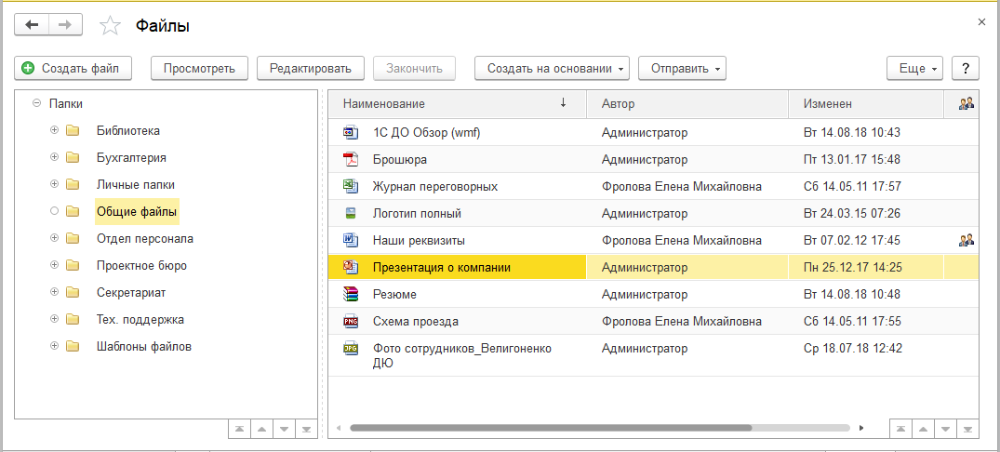 Файлы
Создать файл Просмотреть Редактировать Закончить Создать на основании Отправить Еще ?
Папки
Библиотека
Бухгалтерия
Личные папки
Общие файлы
Отдел персонала
Проектное бюро
Секретариат
Тех. поддержка
Шаблоны файлов
Наименование Автор Изменен
1С ДО Обзор (wmf) Администратор Вт 14.08.18 10:43
Брошюра Администратор Пт 13.01.17 15:48
Журнал переговорных Фролова Елена Михайловна Сб 14.05.11 17:57
Логотип полный Администратор Вт 24.03.15 07:26
Наши реквизиты Фролова Елена Михайловна Вт 07.02.12 17:45
Презентация о компании Администратор Пн 25.12.17 14:25
Резюме Администратор Вт 14.08.18 10:48
PNG Схема проезда Фролова Елена Михайловна Сб 14.05.11 17:55
JPG Фото сотрудников_Велигоненко Администратор Ср 18.07.18 12:42
ДЮ